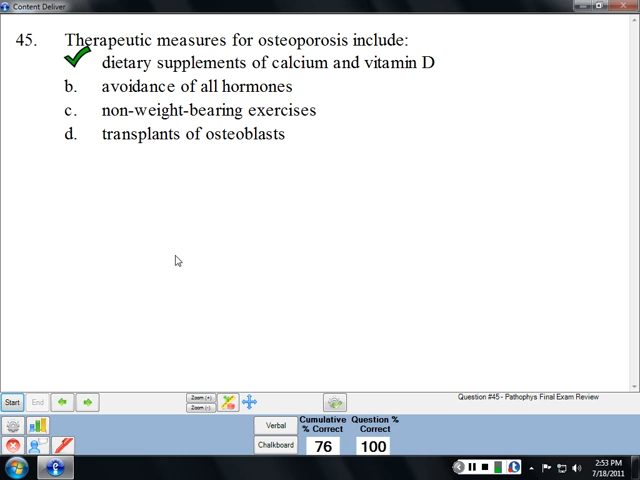 Content Deliver
45. Therapeutic measures for osteoporosis include:
dietary supplements of calcium and vitamin D
b. avoidance of all hormones
c. non-weight-bearing exercises
d. transplants of osteoblasts
Start
End
Zoom (+)
Zoom (-)
Question #45 - Pathophys Final Exam Review
Verbal
Chalkboard
Cumulative % Correct
Question % Correct
76
100
2:53 PM
7/18/2011